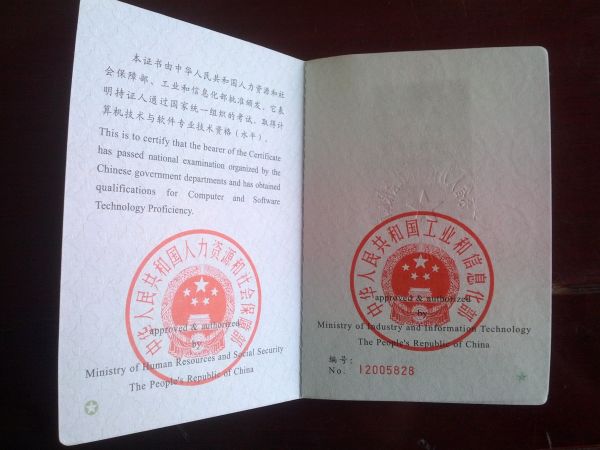 本证书由中华人民共和国人力资源和社
会保障部、工业和信息化部批准颁发。它表
明持证人通过国家统一组织的考试，取得计
算机技术与软件专业技术资格（水平）。
This is to certify that the bearer of the Certificate
has passed national examination organized by the
Chinese government departments and has obtained
qualifications for Computer and Software
Technology Proficiency.
中华人民共和国人力资源和社会保障部
approved & authorized
by
Ministry of Human Resources and Social Security
The People's Republic of China
中华人民共和国工业和信息化部
approved & authorized
by
Ministry of Industry and Information Technology
The People's Republic of China
编号：
No. 12005828